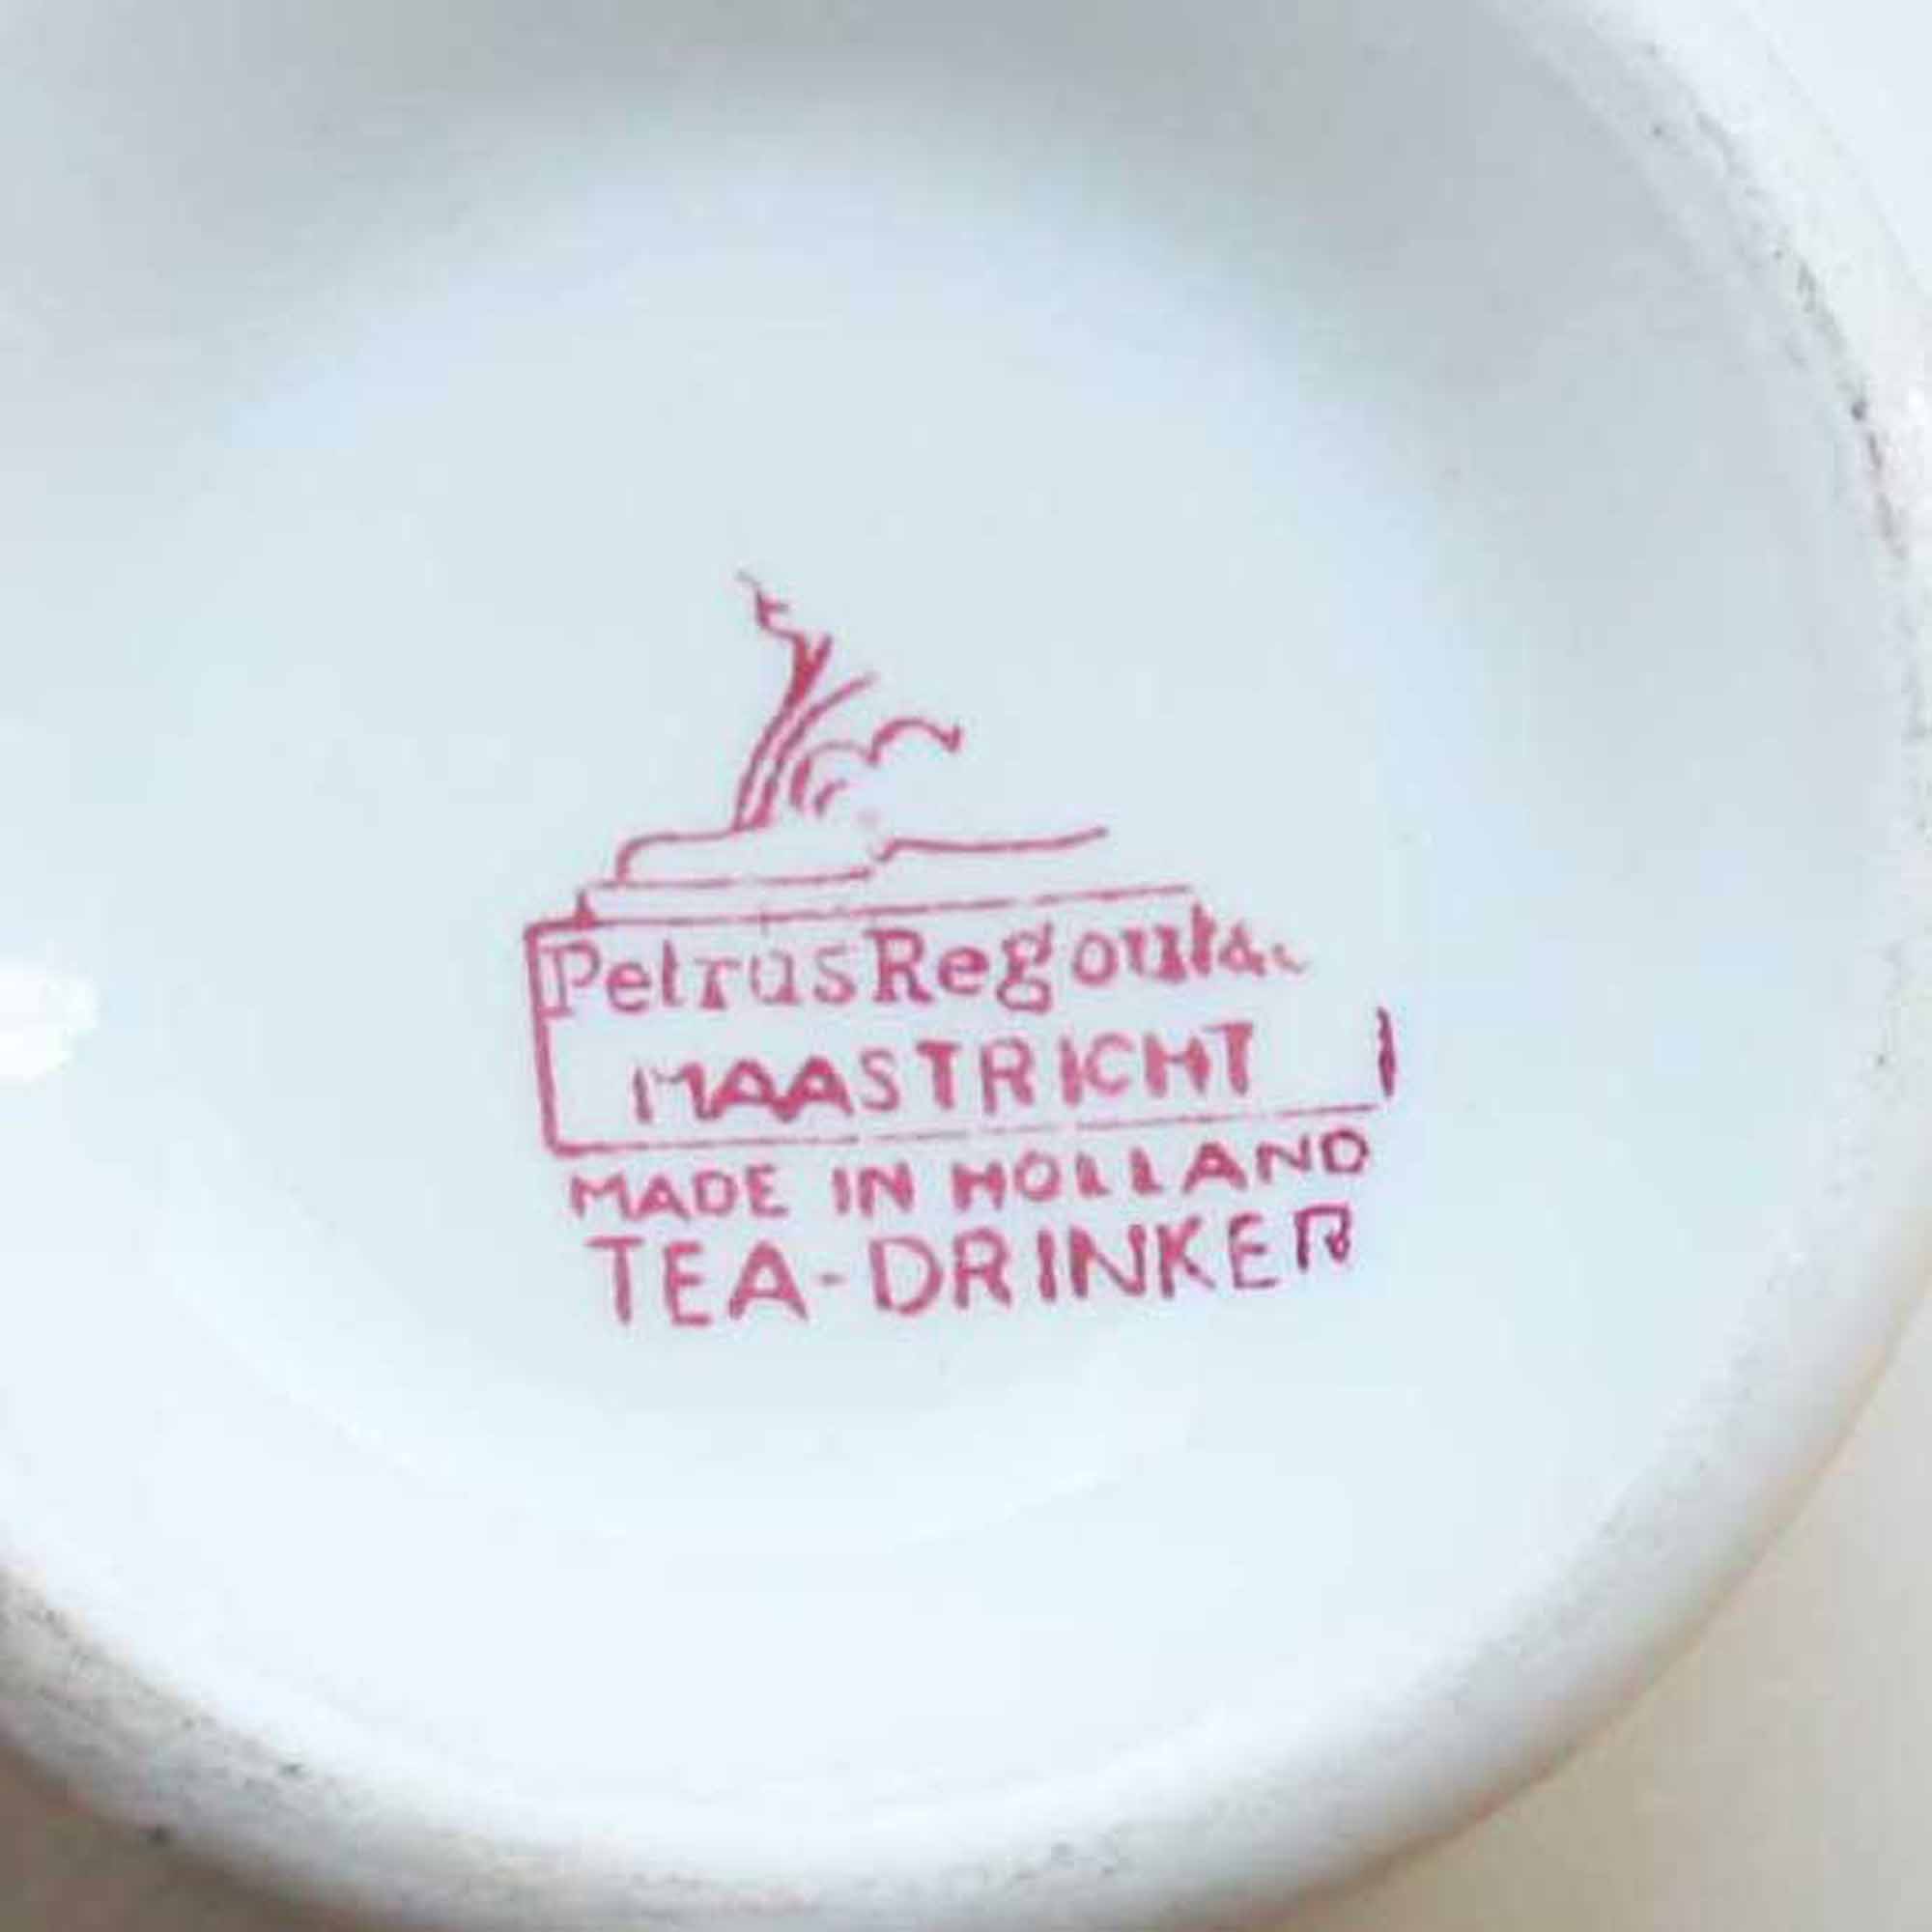 Petrus Regout &
MAASTRICHT
MADE IN HOLLAND
TEA-DRINKER